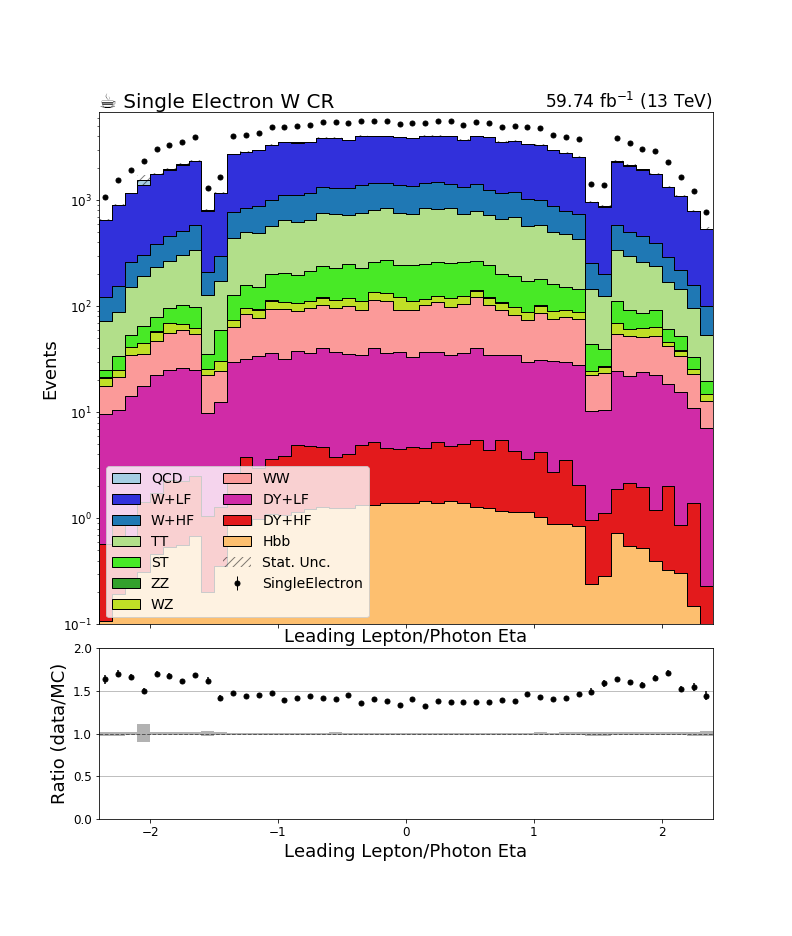 ☕ Single Electron W CR
59.74 fb⁻¹ (13 TeV)
Events
10³
10²
10¹
10⁰
10⁻¹
QCD
W+LF
W+HF
TT
ST
ZZ
WZ
WW
DY+LF
DY+HF
Hbb
Stat. Unc.
SingleElectron
Leading Lepton/Photon Eta
Ratio (data/MC)
2.0
1.5
1.0
0.5
0.0
−2 −1 0 1 2
Leading Lepton/Photon Eta